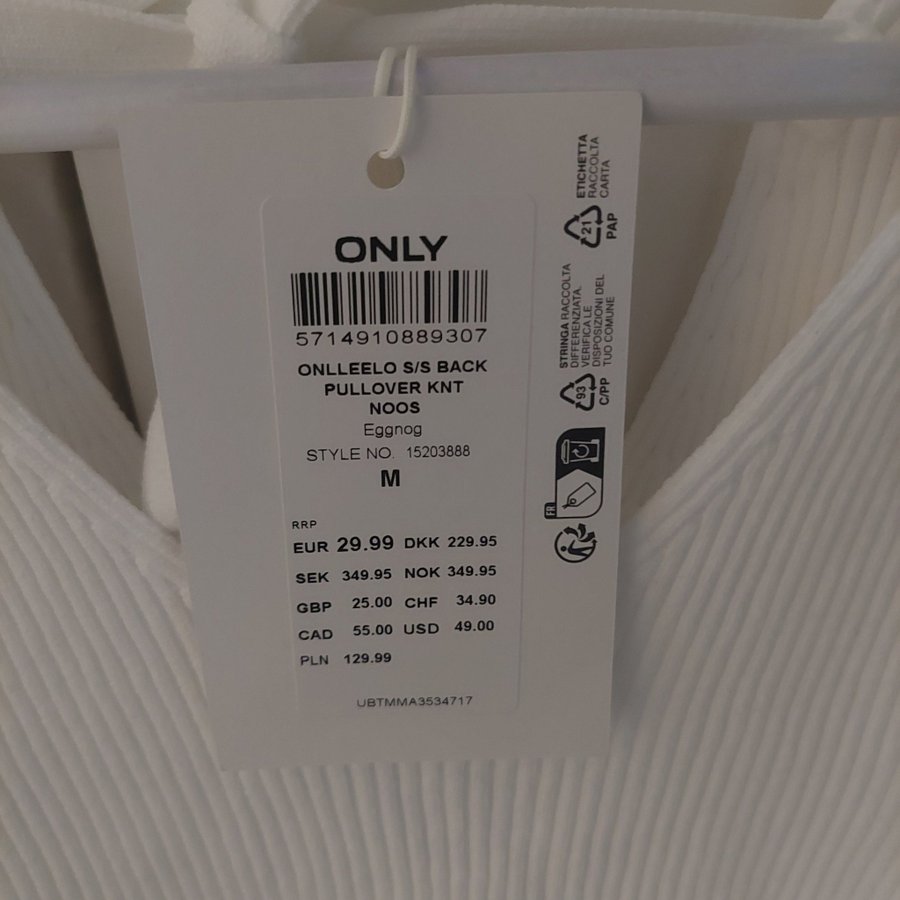 ONLY
5714910889307
ONLLEELO S/S BACK
PULLOVER KNT
NOOS
Eggnog
STYLE NO. 15203888
M
RRP
EUR 29.99 DKK 229.95
SEK 349.95 NOK 349.95
GBP 25.00 CHF 34.90
CAD 55.00 USD 49.00
PLN 129.99
UBTMMA3534717
ETICHETTA
RACCOLTA
CARTA
21
PAP
STRINGA RACCOLTA
DIFFERENZIATA.
VERIFICA LE
DISPOSIZIONI DEL
TUO COMUNE
93
C/PP
FR